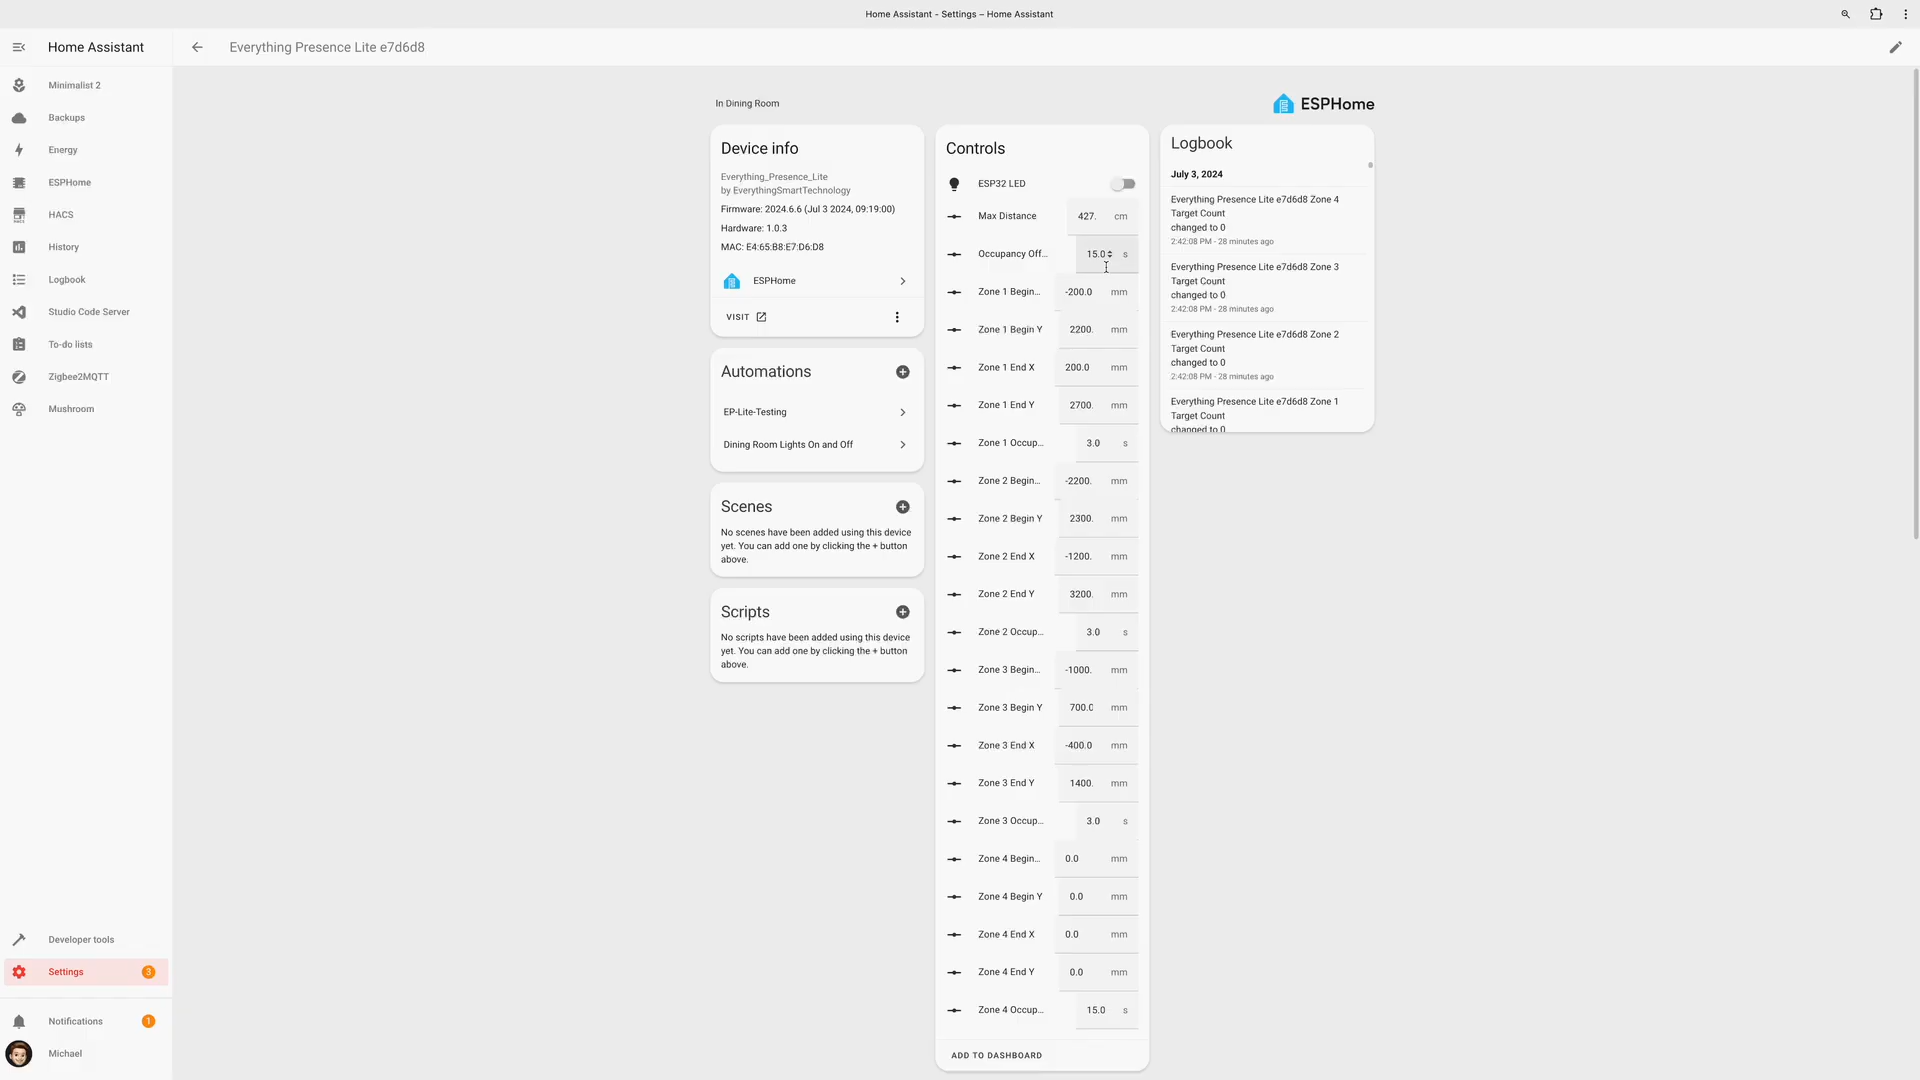 Home Assistant - Settings – Home Assistant
Home Assistant
Everything Presence Lite e7d6d8
Minimalist 2
Backups
Energy
ESPHome
HACS
History
Logbook
Studio Code Server
To-do lists
Zigbee2MQTT
Mushroom
Developer tools
Settings
3
Notifications
1
Michael
In Dining Room
ESPHome
Device info
Everything_Presence_Lite
by EverythingSmartTechnology
Firmware: 2024.6.6 (Jul 3 2024, 09:19:00)
Hardware: 1.0.3
MAC: E4:65:B8:E7:D6:D8
ESPHome
VISIT
Automations
EP-Lite-Testing
Dining Room Lights On and Off
Scenes
No scenes have been added using this device
yet. You can add one by clicking the + button
above.
Scripts
No scripts have been added using this device
yet. You can add one by clicking the + button
above.
Controls
ESP32 LED
Max Distance 427. cm
Occupancy Off... 15.0 s
Zone 1 Begin... -200.0 mm
Zone 1 Begin Y 2200. mm
Zone 1 End X 200.0 mm
Zone 1 End Y 2700. mm
Zone 1 Occup... 3.0 s
Zone 2 Begin... -2200. mm
Zone 2 Begin Y 2300. mm
Zone 2 End X -1200. mm
Zone 2 End Y 3200. mm
Zone 2 Occup... 3.0 s
Zone 3 Begin... -1000. mm
Zone 3 Begin Y 700.0 mm
Zone 3 End X -400.0 mm
Zone 3 End Y 1400. mm
Zone 3 Occup... 3.0 s
Zone 4 Begin... 0.0 mm
Zone 4 Begin Y 0.0 mm
Zone 4 End X 0.0 mm
Zone 4 End Y 0.0 mm
Zone 4 Occup... 15.0 s
ADD TO DASHBOARD
Logbook
July 3, 2024
Everything Presence Lite e7d6d8 Zone 4
Target Count
changed to 0
2:42:08 PM - 28 minutes ago
Everything Presence Lite e7d6d8 Zone 3
Target Count
changed to 0
2:42:08 PM - 28 minutes ago
Everything Presence Lite e7d6d8 Zone 2
Target Count
changed to 0
2:42:08 PM - 28 minutes ago
Everything Presence Lite e7d6d8 Zone 1
Target Count
changed to 0